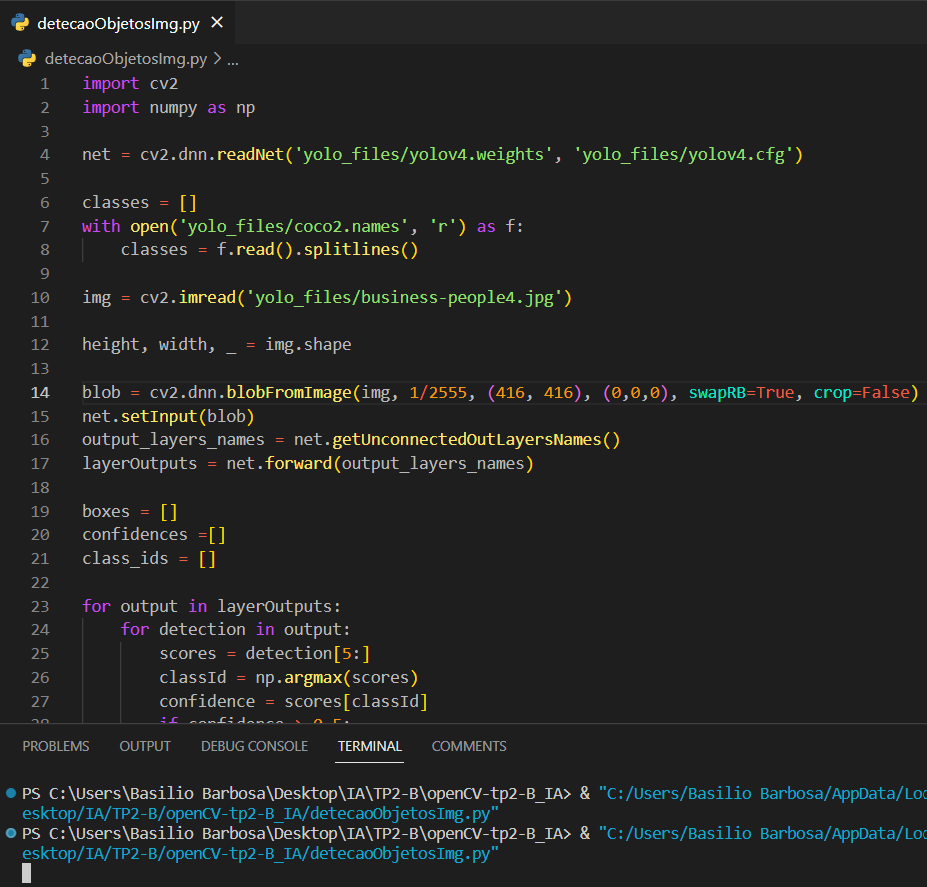 detecaoObjetosImg.py ×
detecaoObjetosImg.py > ...
1 import cv2
2 import numpy as np
3
4 net = cv2.dnn.readNet('yolo_files/yolov4.weights', 'yolo_files/yolov4.cfg')
5
6 classes = []
7 with open('yolo_files/coco2.names', 'r') as f:
8     classes = f.read().splitlines()
9
10 img = cv2.imread('yolo_files/business-people4.jpg')
11
12 height, width, _ = img.shape
13
14 blob = cv2.dnn.blobFromImage(img, 1/2555, (416, 416), (0,0,0), swapRB=True, crop=False)
15 net.setInput(blob)
16 output_layers_names = net.getUnconnectedOutLayersNames()
17 layerOutputs = net.forward(output_layers_names)
18
19 boxes = []
20 confidences =[]
21 class_ids = []
22
23 for output in layerOutputs:
24     for detection in output:
25         scores = detection[5:]
26         classId = np.argmax(scores)
27         confidence = scores[classId]
28         if confidence > 0.5:
PROBLEMS OUTPUT DEBUG CONSOLE TERMINAL COMMENTS
PS C:\Users\Basilio Barbosa\Desktop\IA\TP2-B\openCV-tp2-B_IA> & "C:/Users/Basilio Barbosa/AppData/Loc
esktop/IA/TP2-B/openCV-tp2-B_IA/detecaoObjetosImg.py"
PS C:\Users\Basilio Barbosa\Desktop\IA\TP2-B\openCV-tp2-B_IA> & "C:/Users/Basilio Barbosa/AppData/Loc
esktop/IA/TP2-B/openCV-tp2-B_IA/detecaoObjetosImg.py"